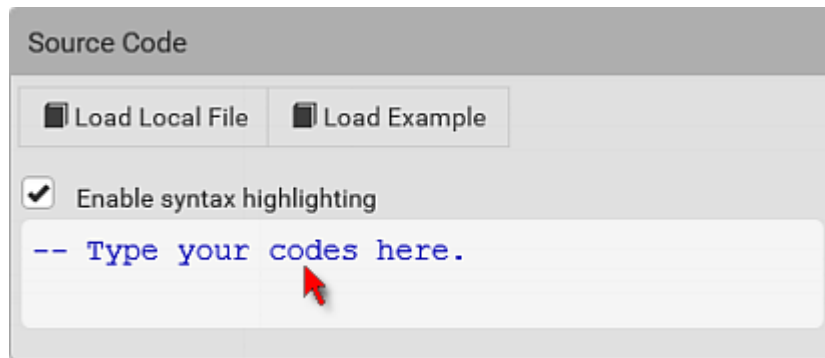 Source Code
Load Local File Load Example
Enable syntax highlighting
-- Type your codes here.